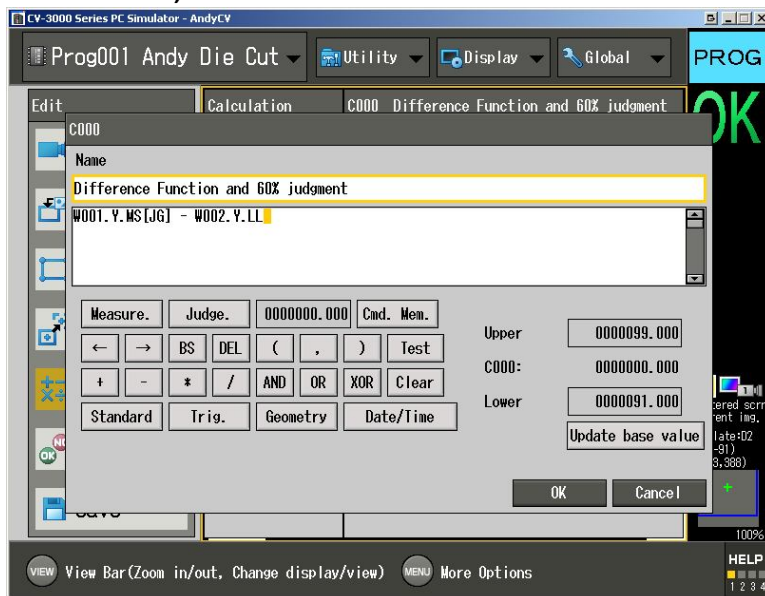 CV-3000 Series PC Simulator - AndyCV
Prog001 Andy Die Cut Utility Display Global PROG
Edit Calculation C000 Difference Function and 60% judgment OK
C000
Name
Difference Function and 60% judgment
W001.Y.MS[JG] - W002.Y.LL
Measure. Judge. 0000000.000 Cmd. Mem.
← → BS DEL ( , ) Test
+ - * / AND OR XOR Clear
Standard Trig. Geometry Date/Time
Upper 0000099.000
C000: 0000000.000
Lower 0000091.000
Update base value
OK Cancel
100%
VIEW View Bar(Zoom in/out, Change display/view) MENU More Options
HELP
1 2 3 4